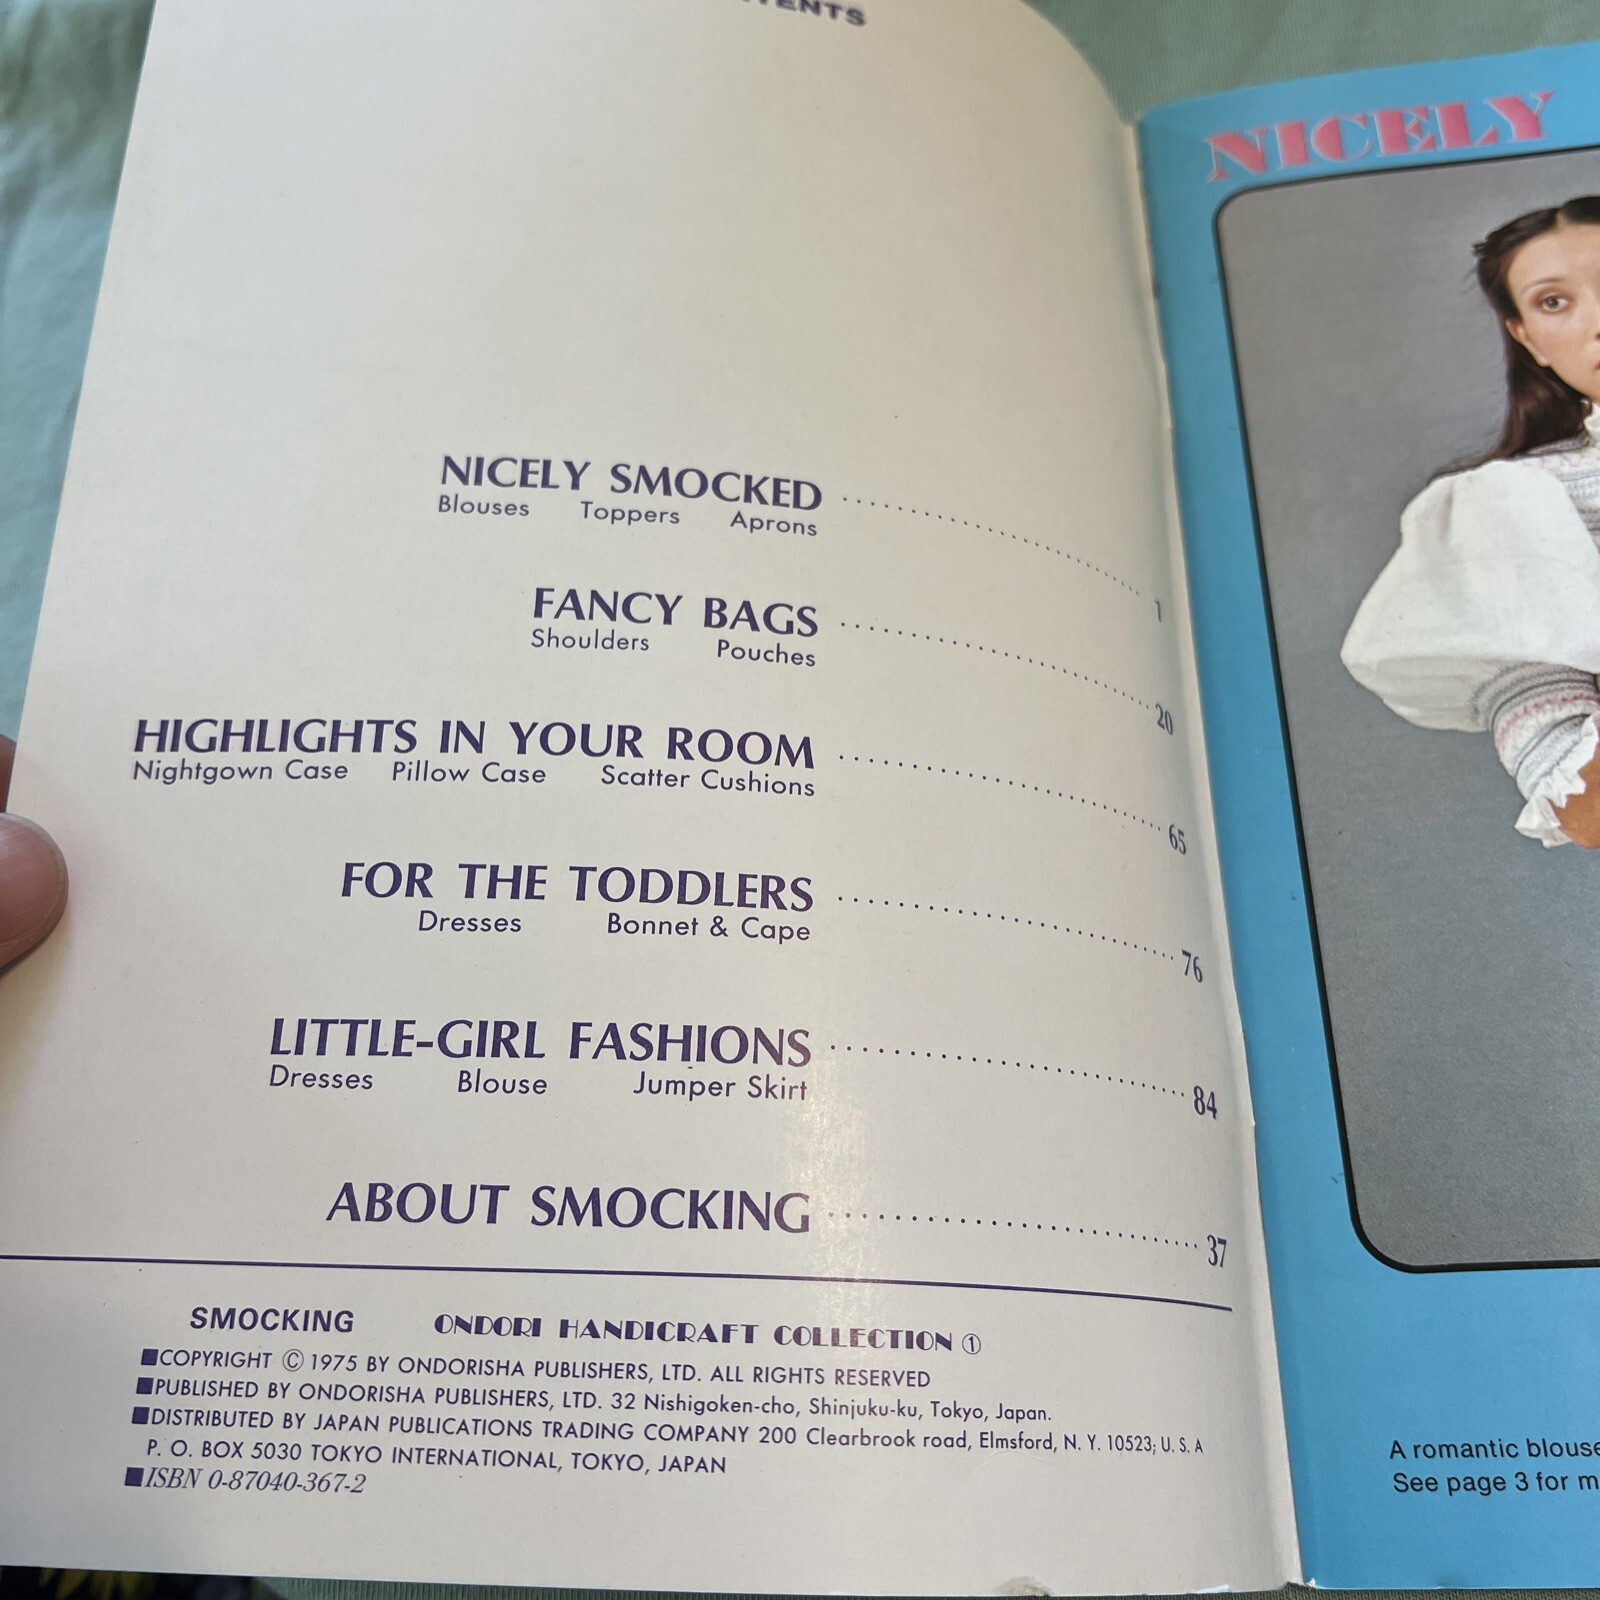 NICELY SMOCKED 1
Blouses Toppers Aprons
FANCY BAGS 20
Shoulders Pouches
HIGHLIGHTS IN YOUR ROOM 65
Nightgown Case Pillow Case Scatter Cushions
FOR THE TODDLERS 76
Dresses Bonnet & Cape
LITTLE-GIRL FASHIONS 84
Dresses Blouse Jumper Skirt
ABOUT SMOCKING 37
SMOCKING ONDORI HANDICRAFT COLLECTION ①
■COPYRIGHT © 1975 BY ONDORISHA PUBLISHERS, LTD. ALL RIGHTS RESERVED
■PUBLISHED BY ONDORISHA PUBLISHERS, LTD. 32 Nishigoken-cho, Shinjuku-ku, Tokyo, Japan.
■DISTRIBUTED BY JAPAN PUBLICATIONS TRADING COMPANY 200 Clearbrook road, Elmsford, N. Y. 10523; U. S. A
P. O. BOX 5030 TOKYO INTERNATIONAL, TOKYO, JAPAN
■ISBN 0-87040-367-2
NICELY
A romantic blouse
See page 3 for